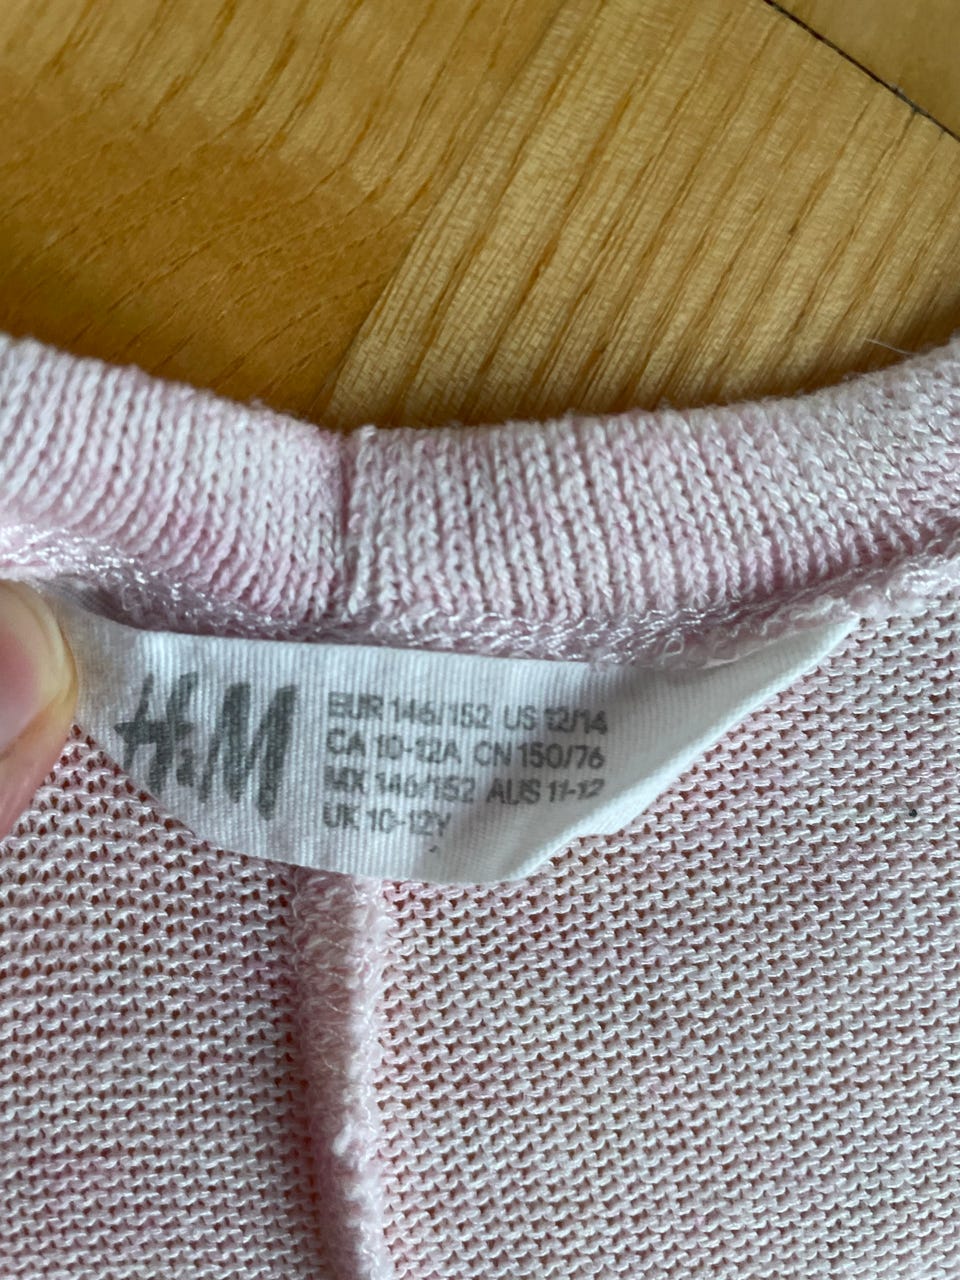 H&M
EUR 146/152 US 12/14
CA 10-12A CN 150/76
MX 146/152 AUS 11-12
UK 10-12Y